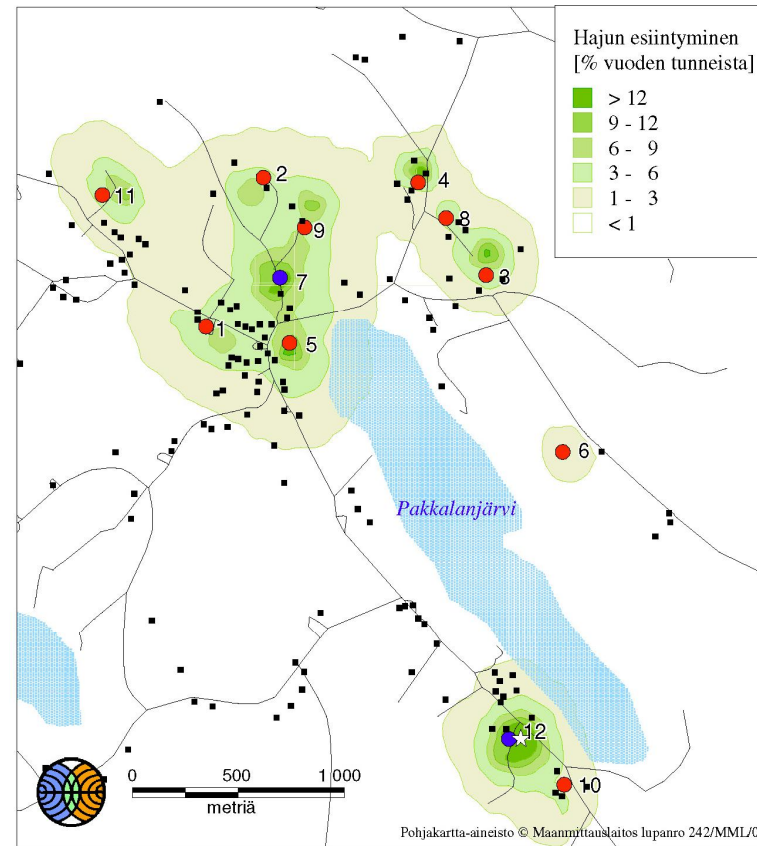 Hajun esiintyminen
[% vuoden tunneista]
> 12
9 - 12
6 - 9
3 - 6
1 - 3
< 1
2
4
11
8
9
3
7
1
5
6
Pakkalanjärvi
12
10
0 500 1 000
metriä
Pohjakartta-aineisto © Maanmittauslaitos lupanro 242/MML/0